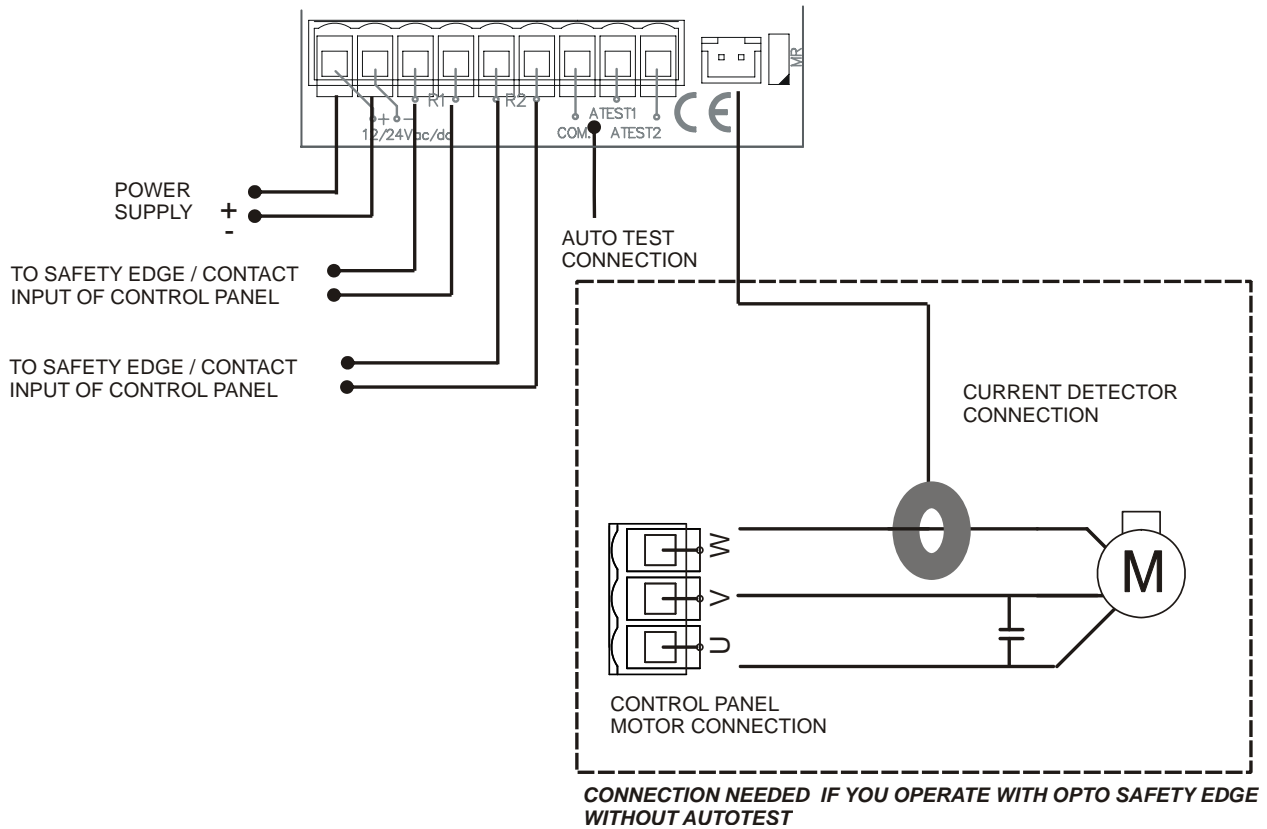 MR
R1
R2
+ -
12/24Vac/dc
ATEST1
COM.
ATEST2
CE
POWER
SUPPLY
+
-
AUTO TEST
CONNECTION
TO SAFETY EDGE / CONTACT
INPUT OF CONTROL PANEL
TO SAFETY EDGE / CONTACT
INPUT OF CONTROL PANEL
CURRENT DETECTOR
CONNECTION
W
V
U
M
CONTROL PANEL
MOTOR CONNECTION
CONNECTION NEEDED IF YOU OPERATE WITH OPTO SAFETY EDGE
WITHOUT AUTOTEST